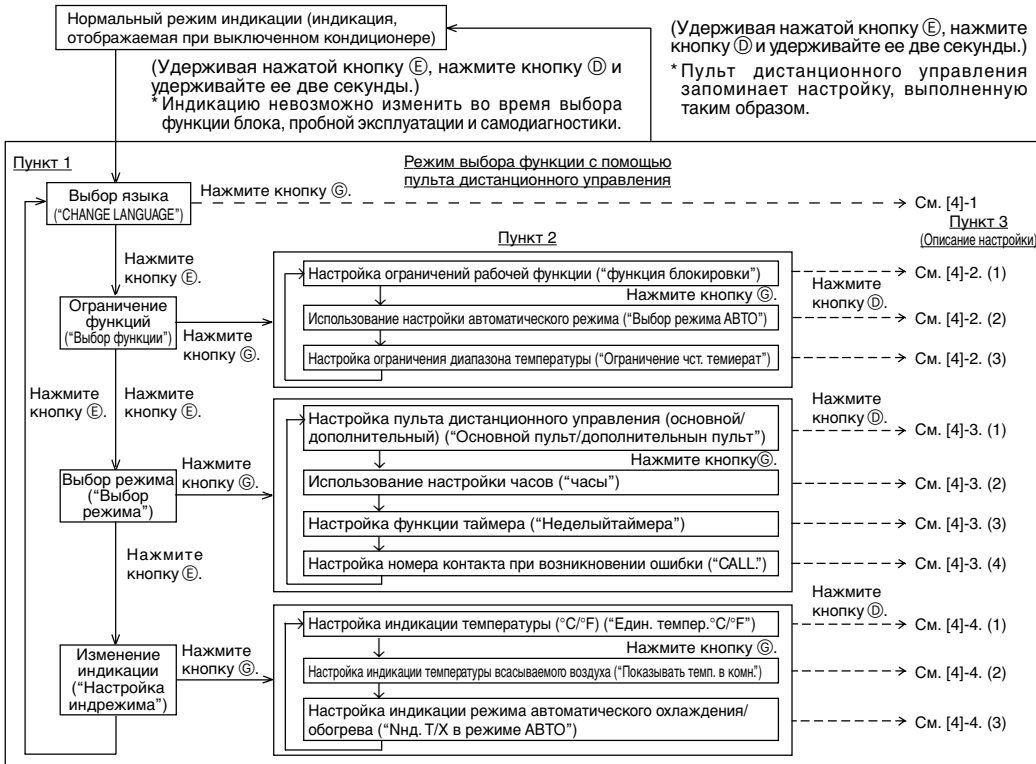 Нормальный режим индикации (индикация,
отображаемая при выключенном кондиционере)
(Удерживая нажатой кнопку Ⓔ, нажмите
кнопку Ⓓ и удерживайте ее две секунды.)
* Пульт дистанционного управления
запоминает настройку, выполненную
таким образом.
(Удерживая нажатой кнопку Ⓔ, нажмите кнопку Ⓓ и
удерживайте ее две секунды.)
* Индикацию невозможно изменить во время выбора
функции блока, пробной эксплуатации и самодиагностики.
Пункт 1
Режим выбора функции с помощью
пульта дистанционного управления
Выбор языка
("CHANGE LANGUAGE")
Нажмите кнопку Ⓖ.
См. [4]-1
Пункт 2
Пункт 3
(Описание настройки)
Нажмите
кнопку Ⓔ.
Ограничение
функций
("Выбор функции")
Нажмите
кнопку Ⓖ.
Настройка ограничений рабочей функции ("функция блокировки")
Нажмите кнопку Ⓖ.
Использование настройки автоматического режима ("Выбор режима АВТО")
Настройка ограничения диапазона температуры ("Ограничение чст. темиерат")
См. [4]-2. (1)
Нажмите
кнопку Ⓓ.
См. [4]-2. (2)
См. [4]-2. (3)
Нажмите
кнопку Ⓔ.
Нажмите
кнопку Ⓔ.
Выбор режима
("Выбор
режима")
Нажмите
кнопку Ⓖ.
Настройка пульта дистанционного управления (основной/
дополнительный) ("Основной пульт/дополнительнын пульт")
Нажмите кнопкуⒼ.
Использование настройки часов ("часы")
Настройка функции таймера ("Неделыйтаймера")
Настройка номера контакта при возникновении ошибки ("CALL.")
Нажмите
кнопку Ⓓ.
См. [4]-3. (1)
См. [4]-3. (2)
См. [4]-3. (3)
См. [4]-3. (4)
Нажмите
кнопку Ⓔ.
Изменение
индикации
("Настройка
индрежима")
Нажмите
кнопку Ⓖ.
Настройка индикации температуры (°C/°F) ("Един. темпер.°C/°F")
Нажмите кнопку Ⓖ.
Настройка индикации температуры всасываемого воздуха ("Показывать темп. в комн.")
Настройка индикации режима автоматического охлаждения/
обогрева ("Nнд. Т/Х в режиме АВТО")
Нажмите
кнопку Ⓓ.
См. [4]-4. (1)
См. [4]-4. (2)
См. [4]-4. (3)